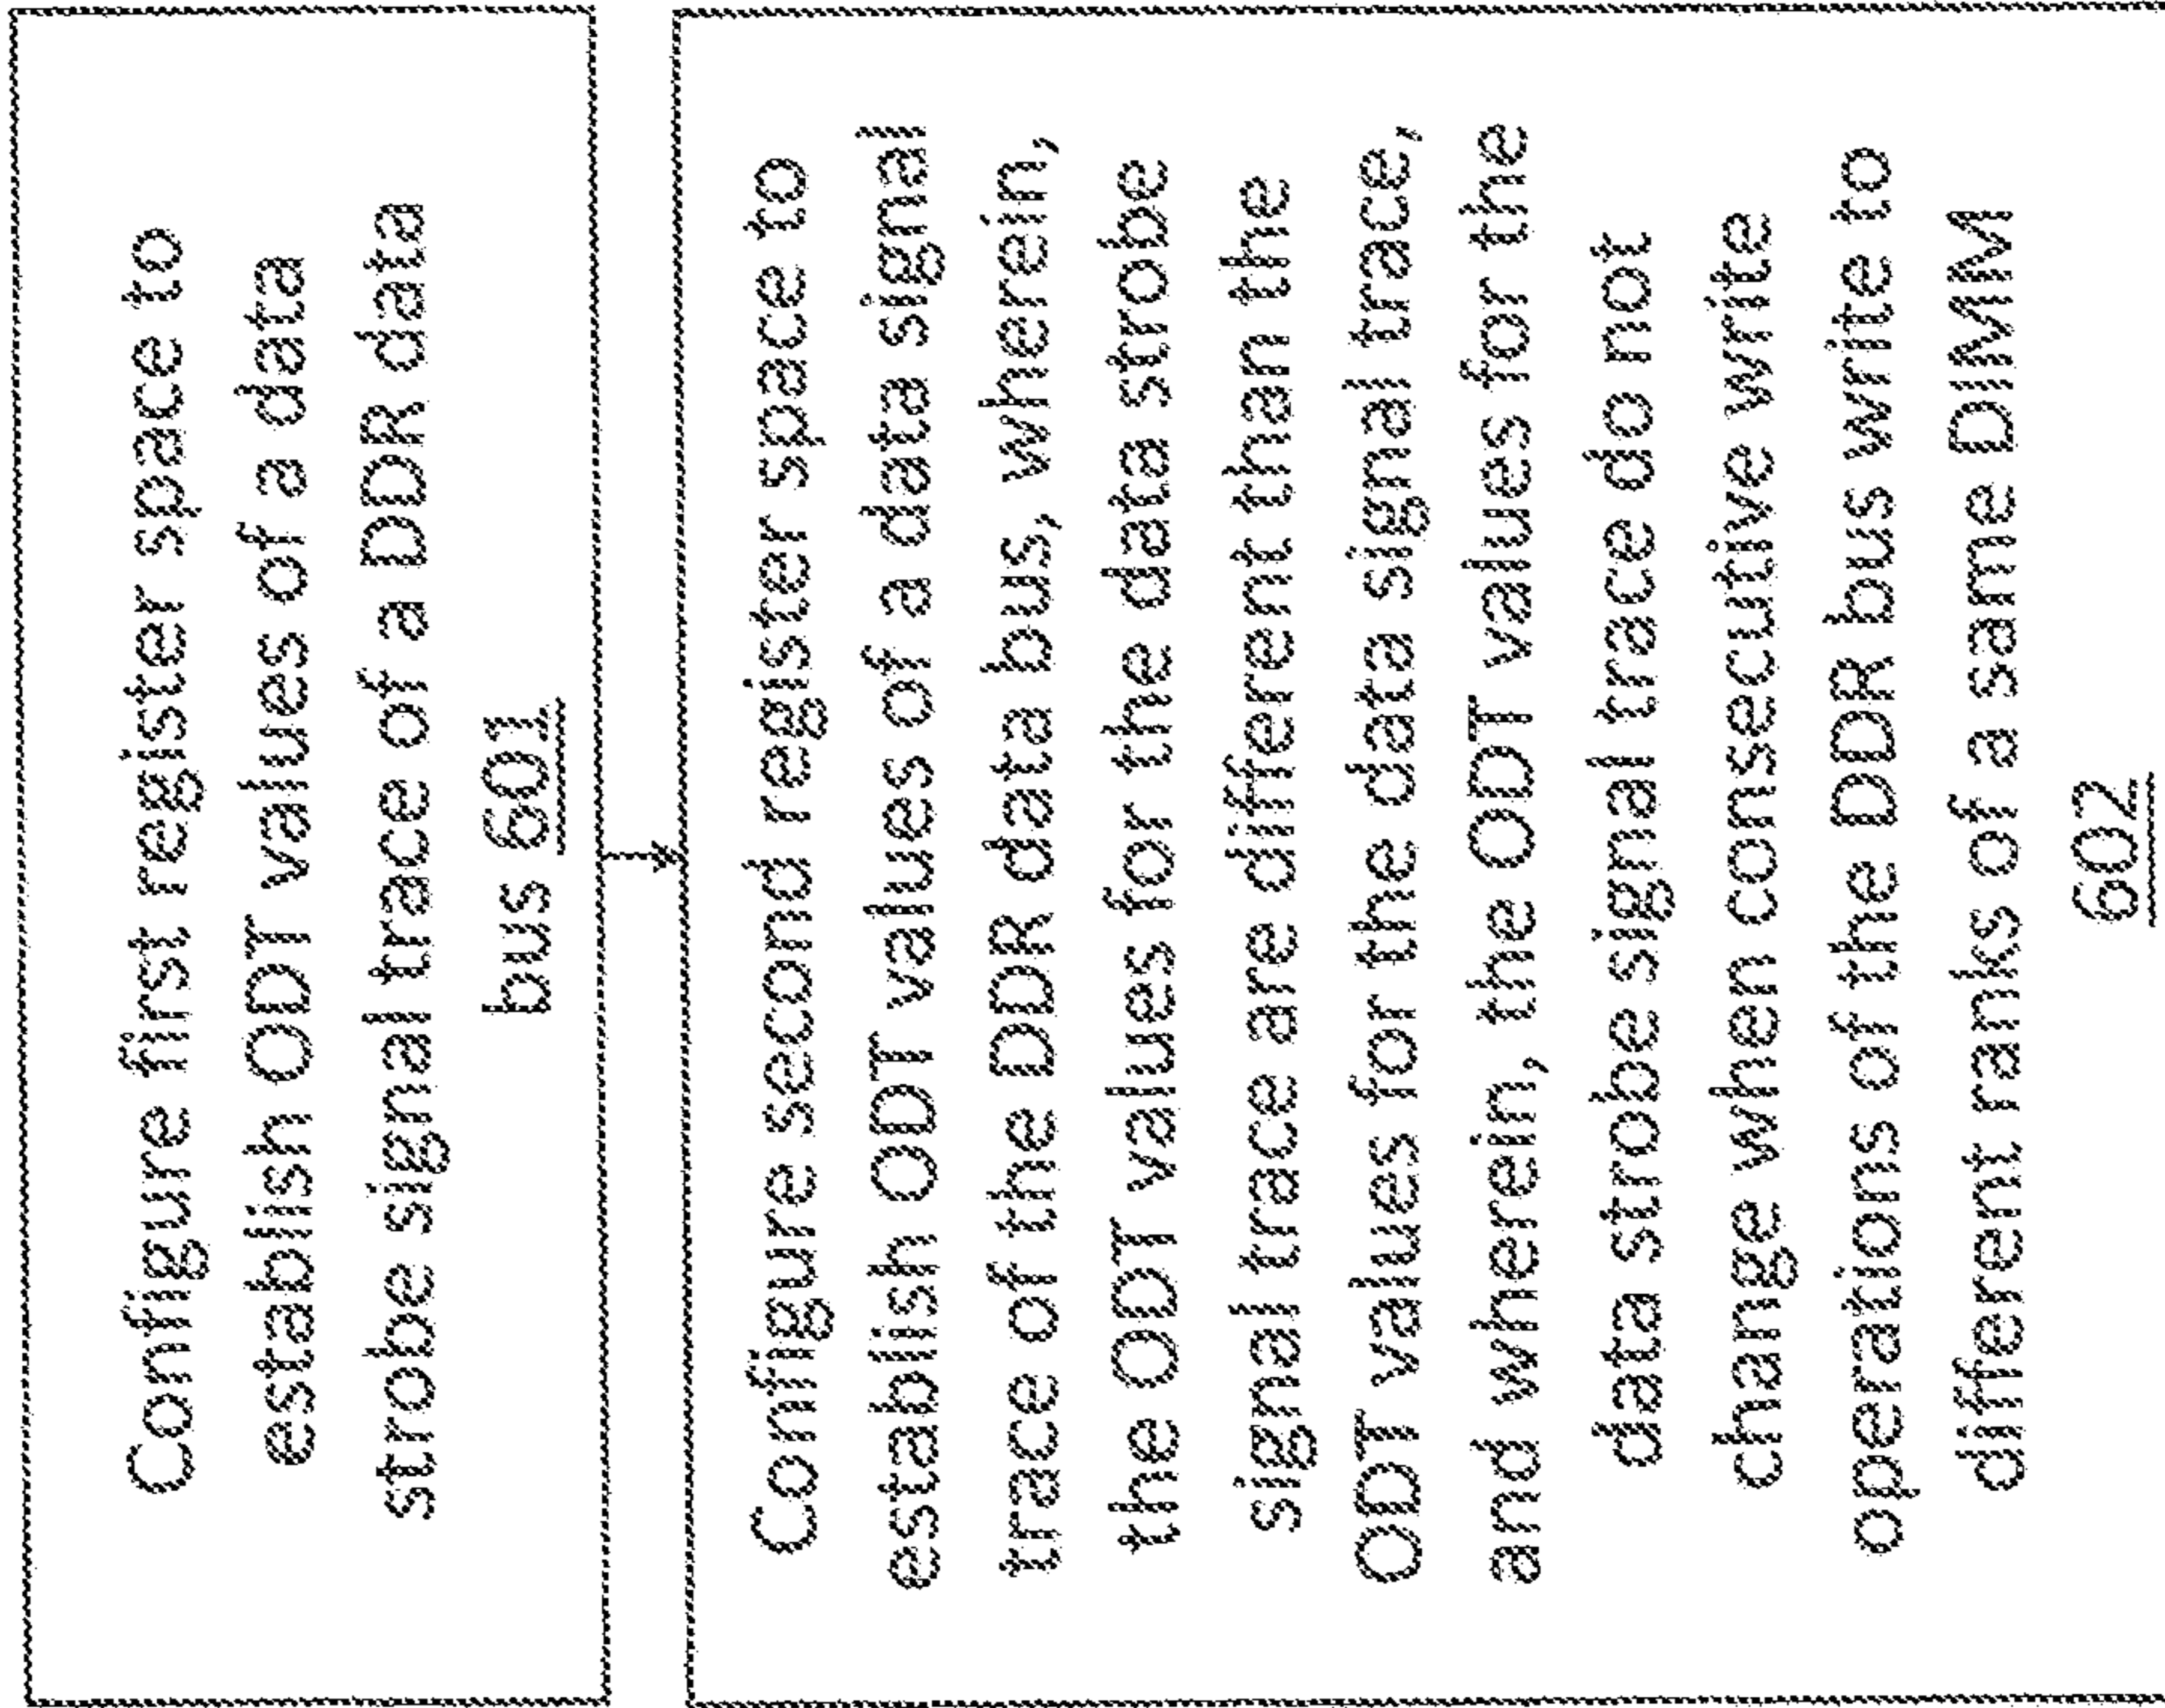 Configure first register space to
establish ODT values of a data
strobe signal trace of a DDR data
bus 601
Configure second register space to
establish ODT values of a data signal
trace of the DDR data bus, wherein,
the ODT values for the data strobe
signal trace are different than the
ODT values for the data signal trace,
and wherein, the ODT values for the
data strobe signal trace do not
change when consecutive write
operations of the DDR bus write to
different ranks of a same DIMM
602